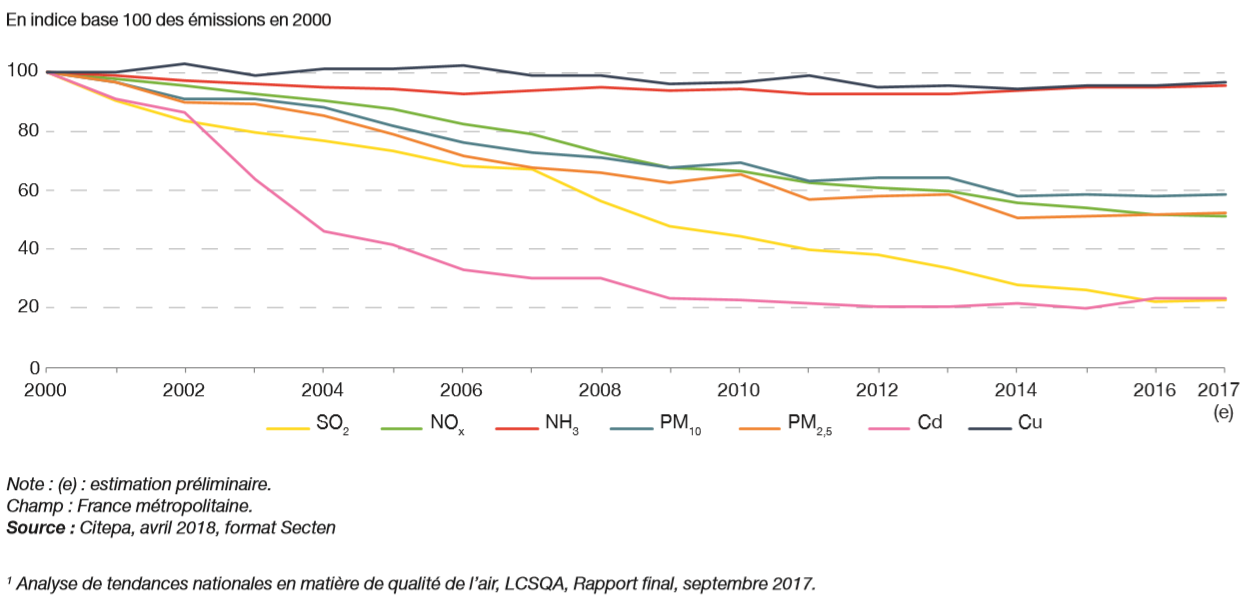 En indice base 100 des émissions en 2000
100
80
60
40
20
0
2000 2002 2004 2006 2008 2010 2012 2014 2016 2017
(e)
SO2 NOx NH3 PM10 PM2,5 Cd Cu
Note : (e) : estimation préliminaire.
Champ : France métropolitaine.
Source : Citepa, avril 2018, format Secten
1 Analyse de tendances nationales en matière de qualité de l’air, LCSQA, Rapport final, septembre 2017.